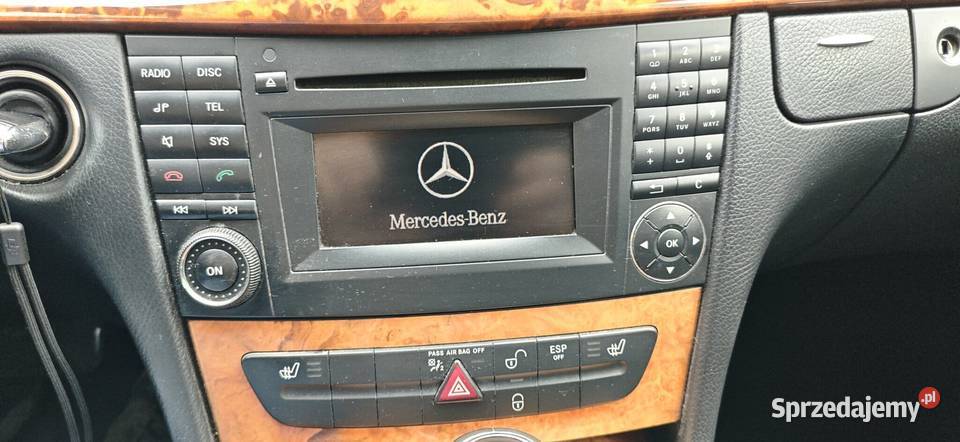 RADIO DISC
TEL
SYS
ON
Mercedes-Benz
1 2 ABC 3 DEF
4 GHI 5 JKL 6 MNO
7 PQRS 8 TUV 9 WXYZ
* + 0 #
C
OK
PASS AIR BAG OFF
ESP
OFF
Sprzedajemy.pl